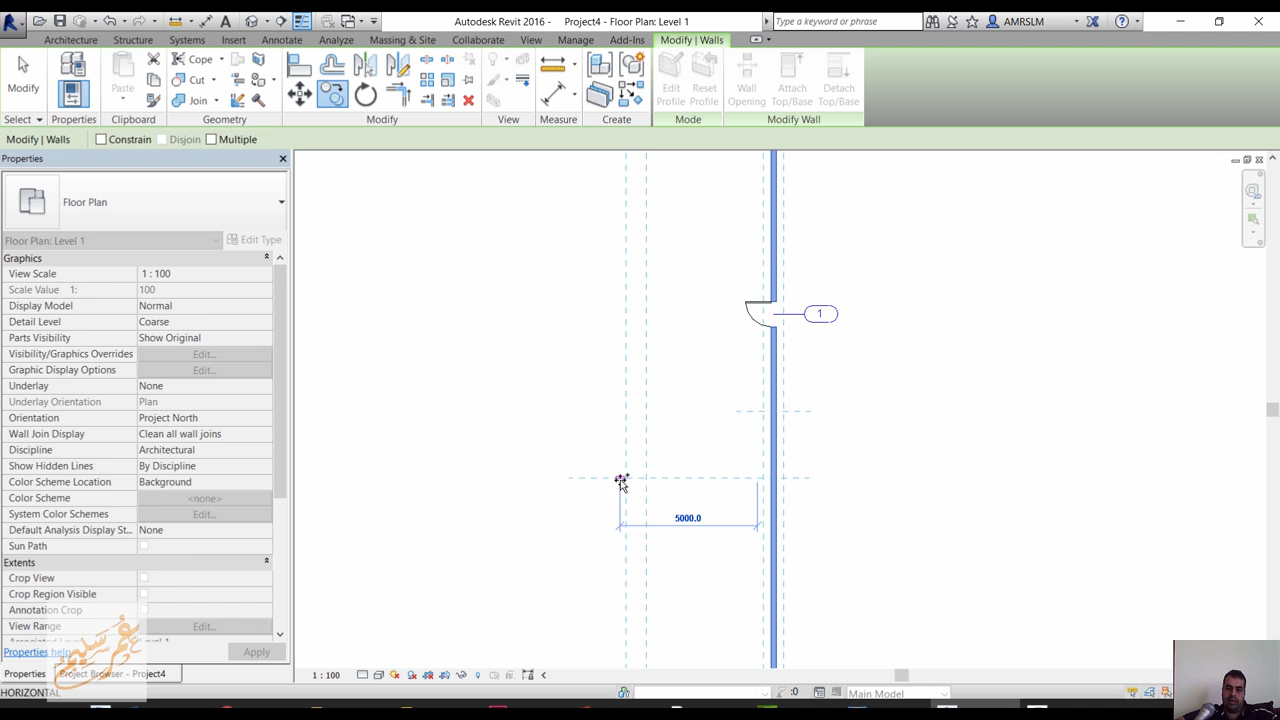 Autodesk Revit 2016 - Project4 - Floor Plan: Level 1
Type a keyword or phrase
AMRSLM
Architecture Structure Systems Insert Annotate Analyze Massing & Site Collaborate View Manage Add-Ins Modify | Walls
Modify
Paste
Cope
Cut
Join
Edit Profile
Reset Profile
Wall Opening
Attach Top/Base
Detach Top/Base
Select Properties Clipboard Geometry Modify View Measure Create Mode Modify Wall
Modify | Walls Constrain Disjoin Multiple
Properties
Floor Plan
Floor Plan: Level 1 Edit Type
Graphics
View Scale 1 : 100
Scale Value 1: 100
Display Model Normal
Detail Level Coarse
Parts Visibility Show Original
Visibility/Graphics Overrides Edit...
Graphic Display Options Edit...
Underlay None
Underlay Orientation Plan
Orientation Project North
Wall Join Display Clean all wall joins
Discipline Architectural
Show Hidden Lines By Discipline
Color Scheme Location Background
Color Scheme <none>
System Color Schemes Edit...
Default Analysis Display St... None
Sun Path
Extents
Crop View
Crop Region Visible
Annotation Crop
View Range Edit...
Properties help Apply
Properties Project Browser - Project4
HORIZONTAL
1
5000.0
1 : 100
:0 Main Model